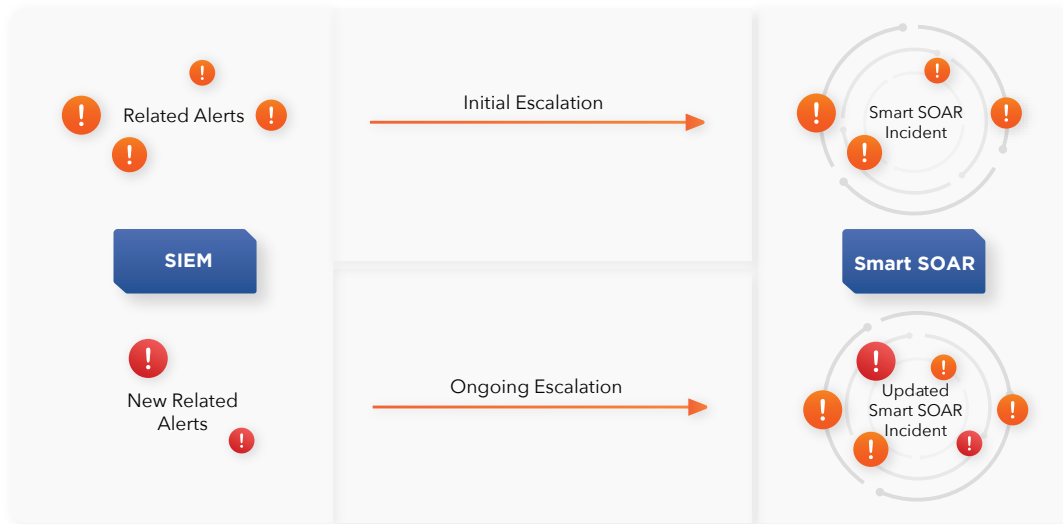 Related Alerts
Initial Escalation
Smart SOAR
Incident
SIEM
Smart SOAR
New Related
Alerts
Ongoing Escalation
Updated
Smart SOAR
Incident